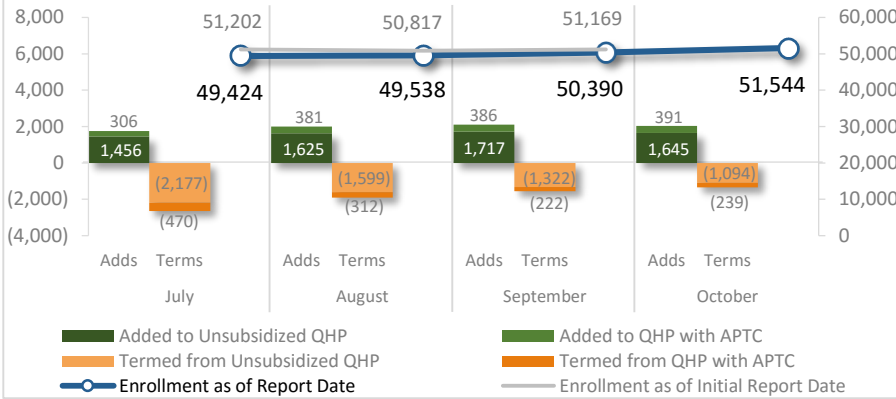 8,000 51,202 50,817 51,169 60,000
6,000 50,000
4,000 49,424 49,538 50,390 51,544 40,000
2,000 306 381 386 391 30,000
1,456 1,625 1,717 1,645
0 20,000
(2,177) (1,599) (1,322) (1,094)
(2,000) (470) (312) (222) (239) 10,000
(4,000) 0
Adds Terms Adds Terms Adds Terms Adds Terms
July August September October
Added to Unsubsidized QHP Added to QHP with APTC
Termed from Unsubsidized QHP Termed from QHP with APTC
Enrollment as of Report Date Enrollment as of Initial Report Date